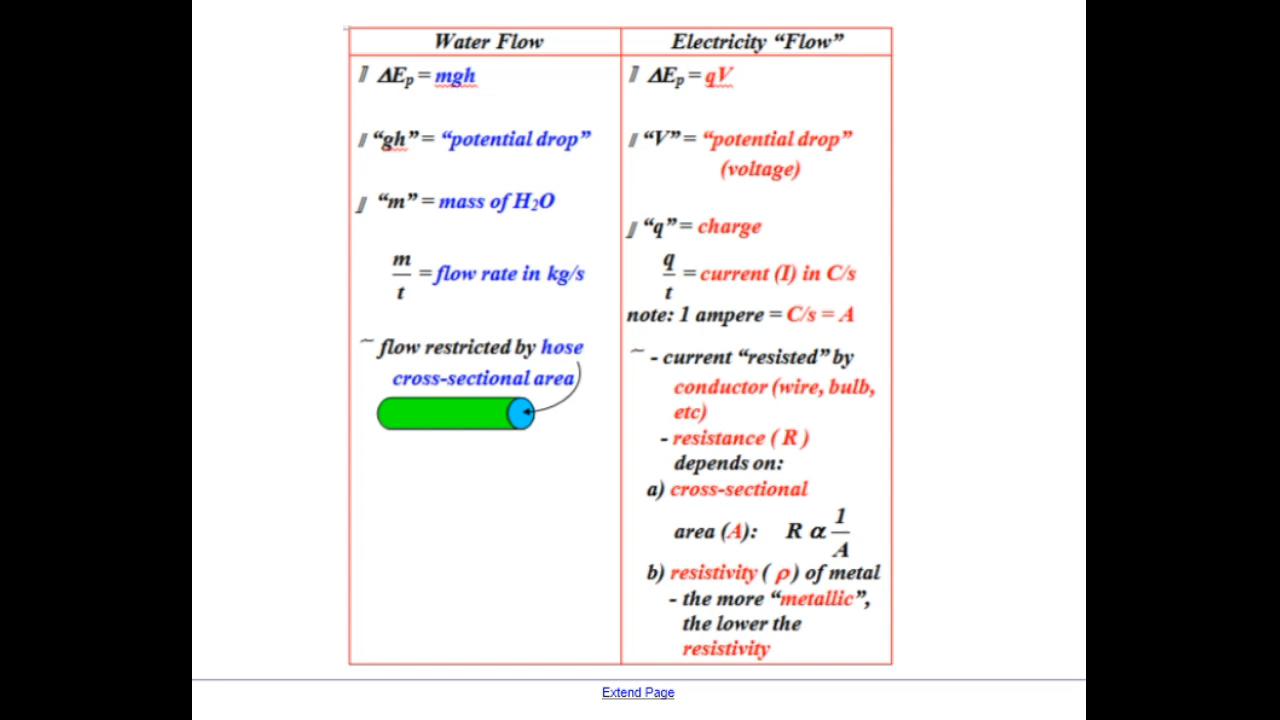 Water Flow
ΔEp = mgh
“gh” = “potential drop”
“m” = mass of H2O
m
— = flow rate in kg/s
t
~ flow restricted by hose
cross-sectional area
Electricity “Flow”
ΔEp = qV
“V” = “potential drop”
(voltage)
“q” = charge
q
— = current (I) in C/s
t
note: 1 ampere = C/s = A
~ - current “resisted” by
conductor (wire, bulb,
etc)
- resistance ( R )
depends on:
a) cross-sectional
area (A): R α 1/A
b) resistivity ( ρ ) of metal
- the more “metallic”,
the lower the
resistivity
Extend Page